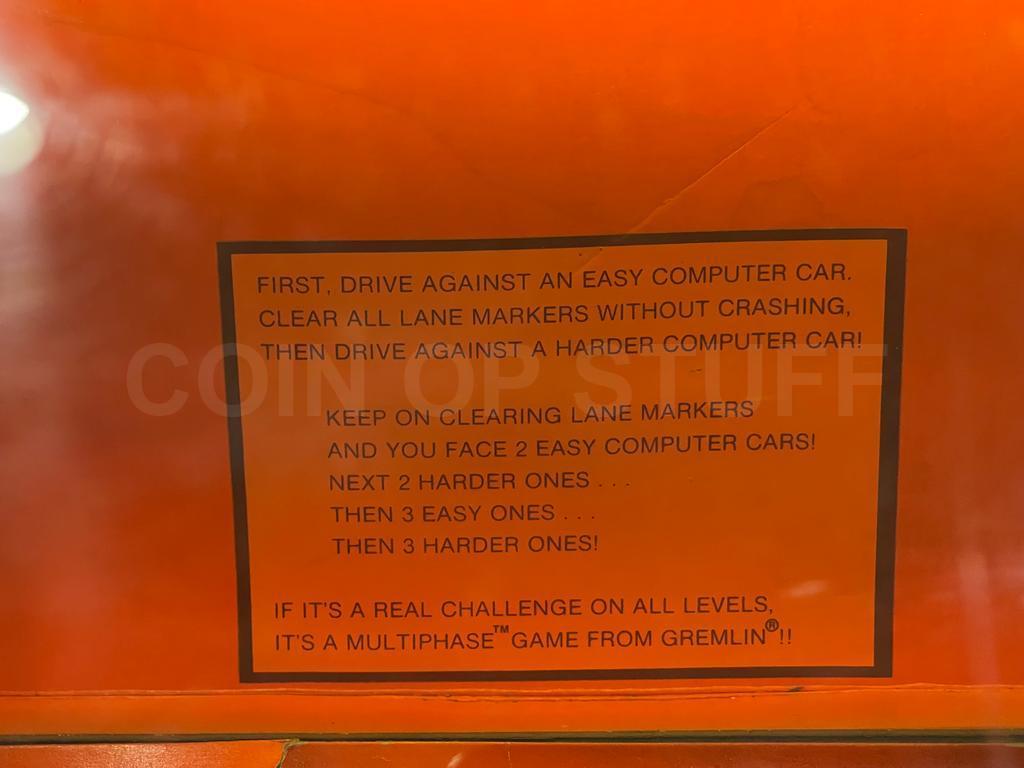 FIRST, DRIVE AGAINST AN EASY COMPUTER CAR.
CLEAR ALL LANE MARKERS WITHOUT CRASHING,
THEN DRIVE AGAINST A HARDER COMPUTER CAR!
COIN OP STUFF
KEEP ON CLEARING LANE MARKERS
AND YOU FACE 2 EASY COMPUTER CARS!
NEXT 2 HARDER ONES . . .
THEN 3 EASY ONES . . .
THEN 3 HARDER ONES!
IF IT'S A REAL CHALLENGE ON ALL LEVELS,
IT'S A MULTIPHASE™ GAME FROM GREMLIN®!!